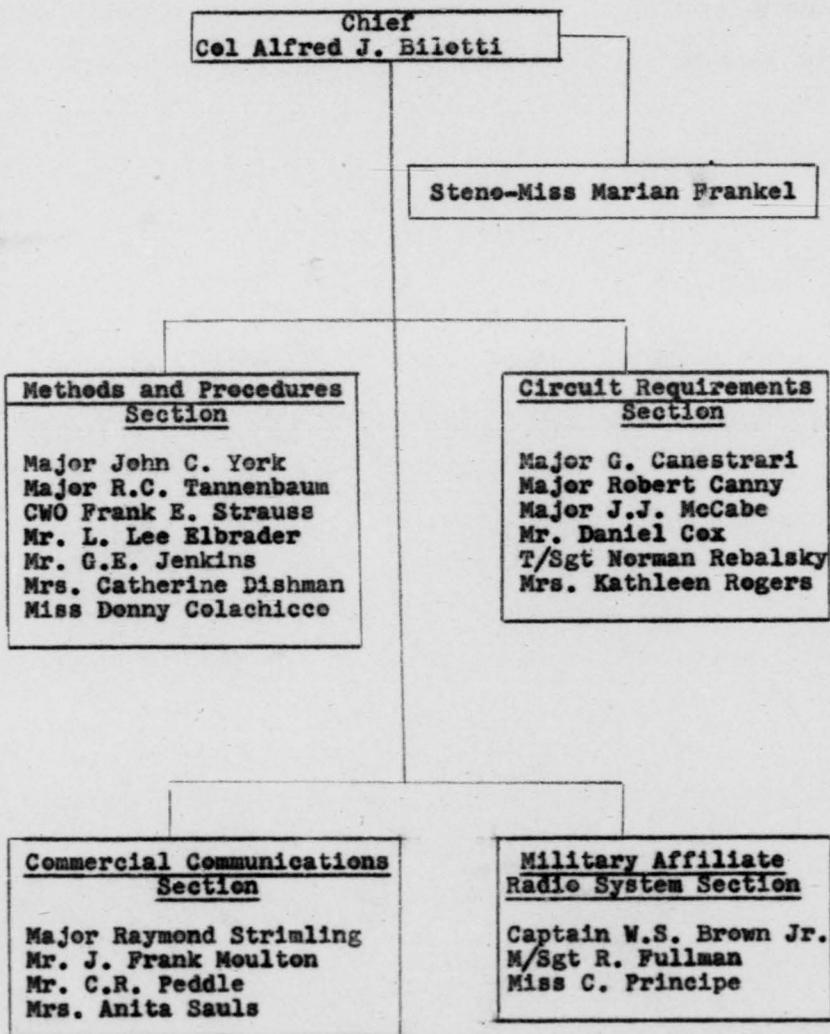 Chief
Col Alfred J. Bilotti
Steno-Miss Marian Frankel
Methods and Procedures
Section
Major John C. York
Major R.C. Tannenbaum
CWO Frank E. Strauss
Mr. L. Lee Elbrader
Mr. G.E. Jenkins
Mrs. Catherine Dishman
Miss Donny Colachicco
Circuit Requirements
Section
Major G. Canestrari
Major Robert Canny
Major J.J. McCabe
Mr. Daniel Cox
T/Sgt Norman Rebalsky
Mrs. Kathleen Rogers
Commercial Communications
Section
Major Raymond Strimling
Mr. J. Frank Moulton
Mr. C.R. Peddle
Mrs. Anita Sauls
Military Affiliate
Radio System Section
Captain W.S. Brown Jr.
M/Sgt R. Fullman
Miss C. Principe